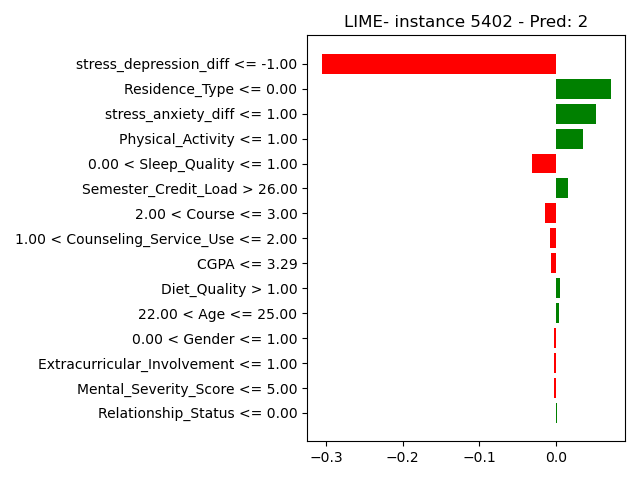 LIME- instance 5402 - Pred: 2
stress_depression_diff <= -1.00
Residence_Type <= 0.00
stress_anxiety_diff <= 1.00
Physical_Activity <= 1.00
0.00 < Sleep_Quality <= 1.00
Semester_Credit_Load > 26.00
2.00 < Course <= 3.00
1.00 < Counseling_Service_Use <= 2.00
CGPA <= 3.29
Diet_Quality > 1.00
22.00 < Age <= 25.00
0.00 < Gender <= 1.00
Extracurricular_Involvement <= 1.00
Mental_Severity_Score <= 5.00
Relationship_Status <= 0.00
−0.3 −0.2 −0.1 0.0